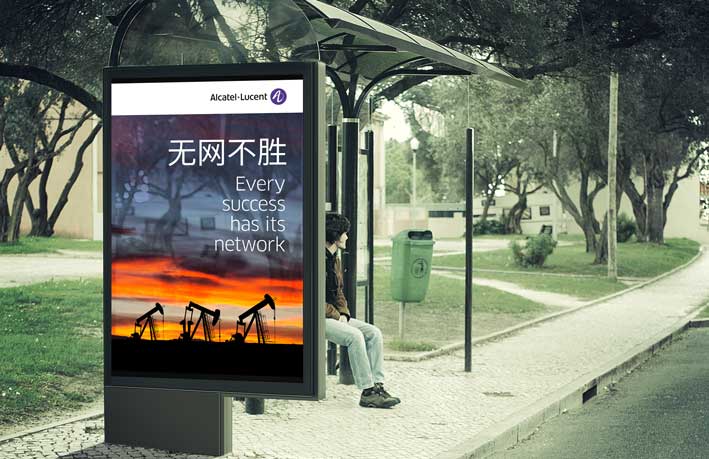 Alcatel·Lucent
无网不胜
Every
success
has its
network